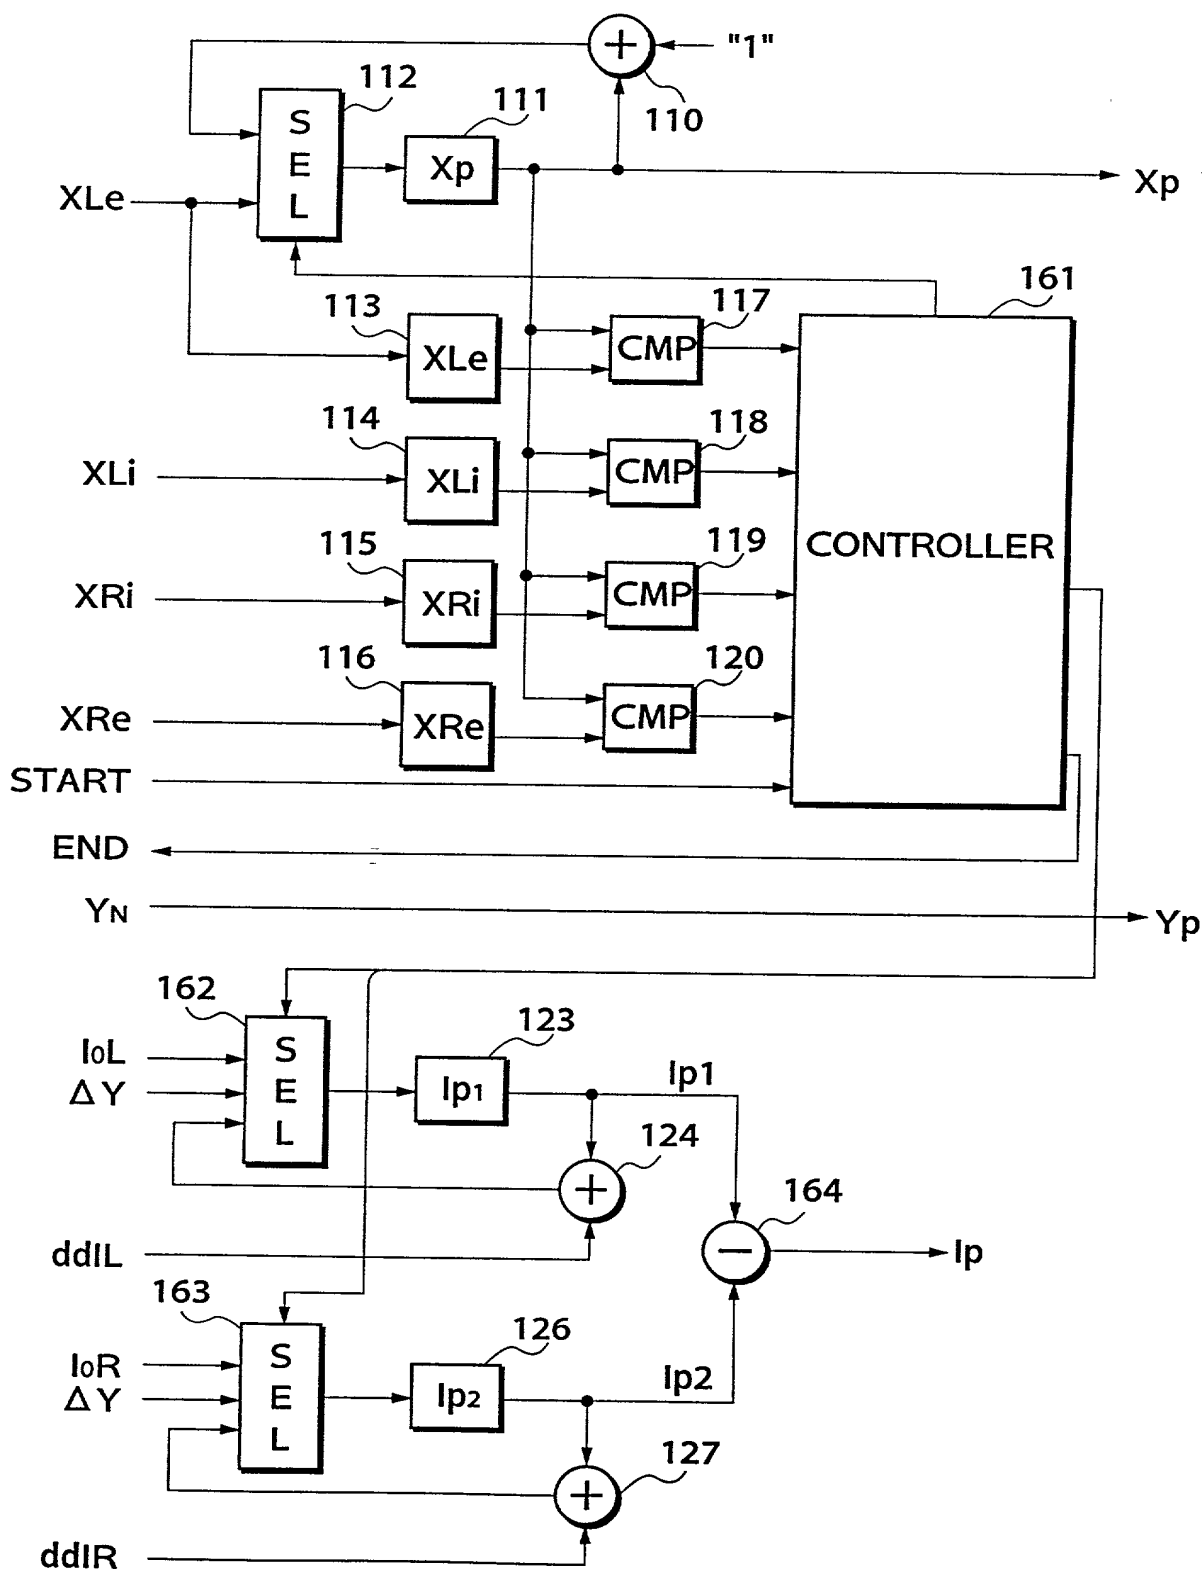 "1"
110
112
S
E
L
111
Xp
Xp
XLe
161
113
XLe
117
CMP
114
XLi
XLi
118
CMP
CONTROLLER
115
XRi
XRi
119
CMP
116
XRe
XRe
120
CMP
START
END
YN
Yp
162
S
E
L
I0L
ΔY
123
Ip1
Ip1
124
164
Ip
ddIL
163
S
E
L
I0R
ΔY
126
Ip2
Ip2
127
ddIR